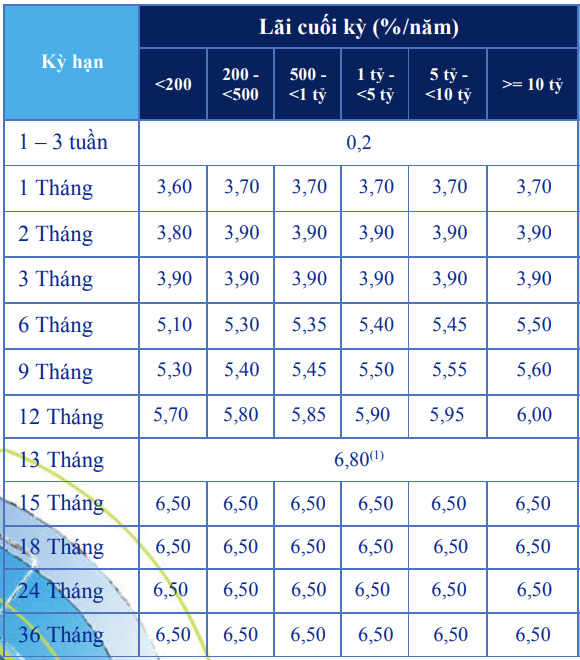 Kỳ hạn
Lãi cuối kỳ (%/năm)
<200 200 - <500 500 - <1 tỷ 1 tỷ - <5 tỷ 5 tỷ - <10 tỷ >= 10 tỷ
1 – 3 tuần 0,2
1 Tháng 3,60 3,70 3,70 3,70 3,70 3,70
2 Tháng 3,80 3,90 3,90 3,90 3,90 3,90
3 Tháng 3,90 3,90 3,90 3,90 3,90 3,90
6 Tháng 5,10 5,30 5,35 5,40 5,45 5,50
9 Tháng 5,30 5,40 5,45 5,50 5,55 5,60
12 Tháng 5,70 5,80 5,85 5,90 5,95 6,00
13 Tháng 6,80(1)
15 Tháng 6,50 6,50 6,50 6,50 6,50 6,50
18 Tháng 6,50 6,50 6,50 6,50 6,50 6,50
24 Tháng 6,50 6,50 6,50 6,50 6,50 6,50
36 Tháng 6,50 6,50 6,50 6,50 6,50 6,50